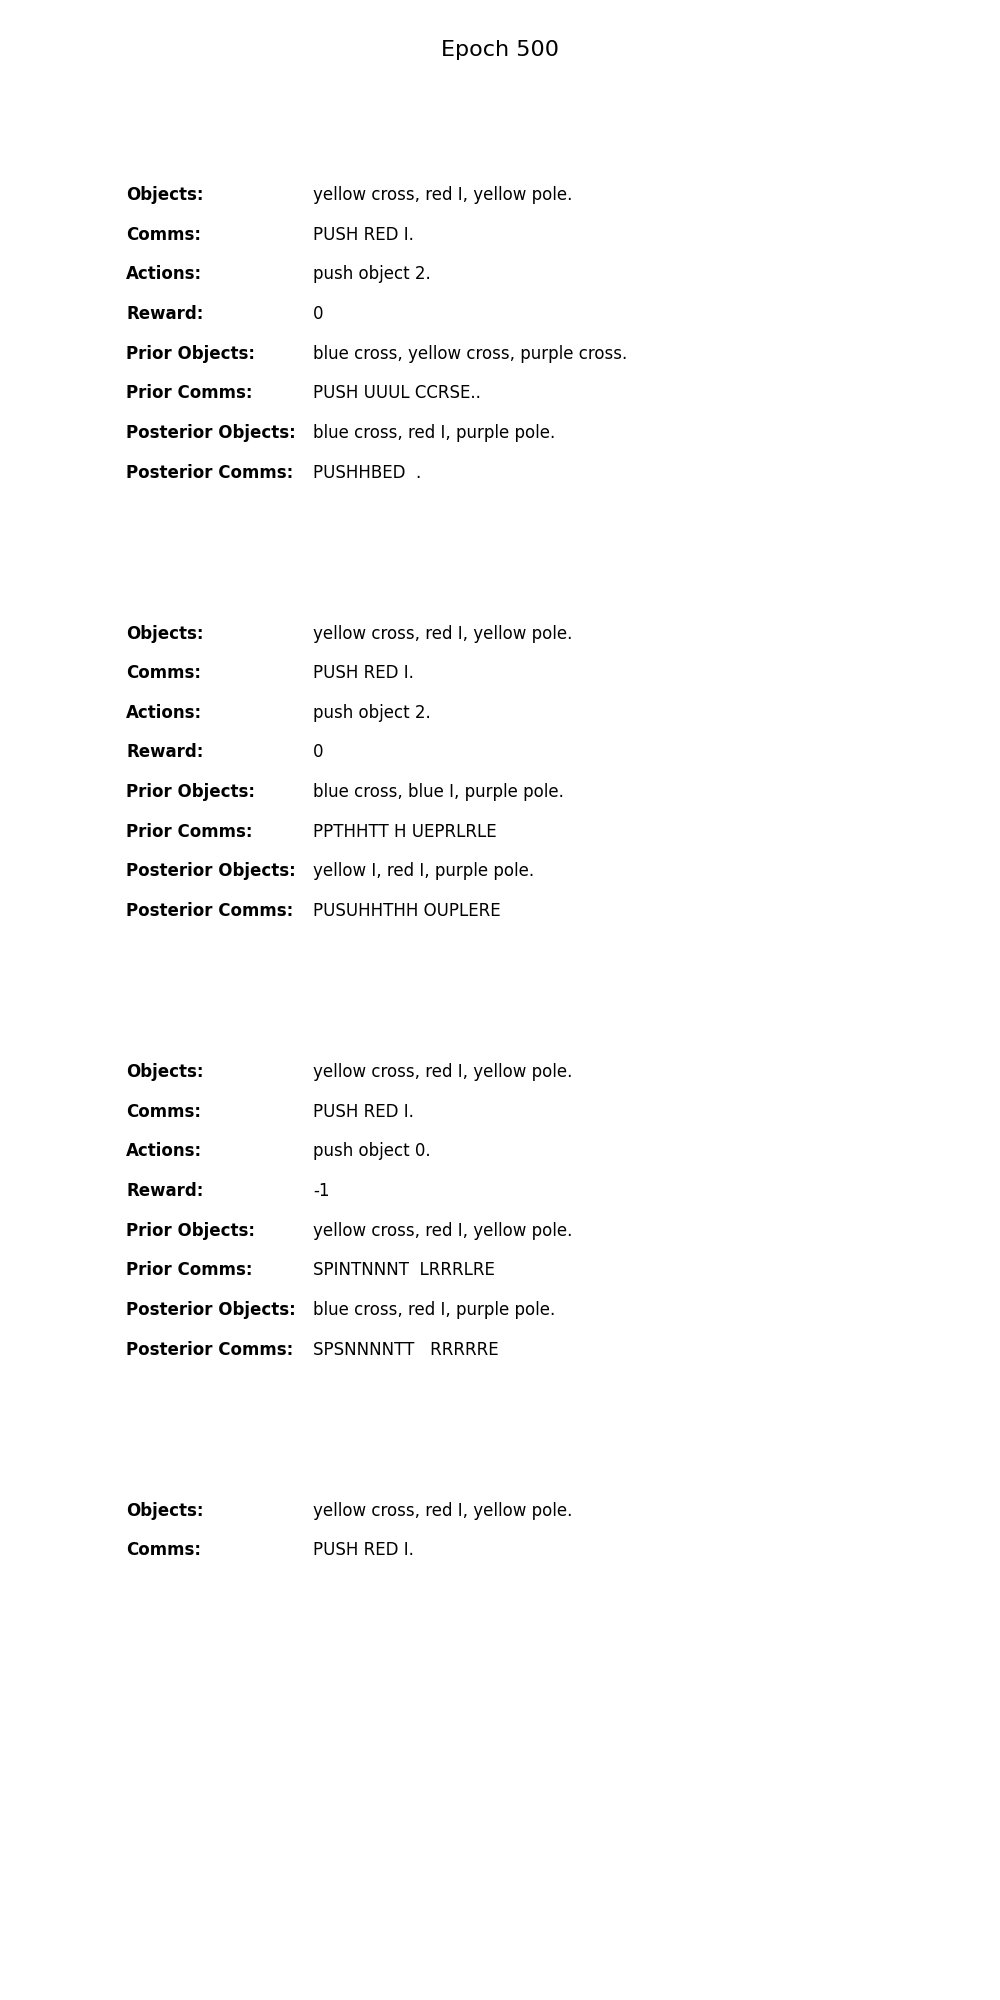 Epoch 500
Objects: yellow cross, red I, yellow pole.
Comms: PUSH RED I.
Actions: push object 2.
Reward: 0
Prior Objects: blue cross, yellow cross, purple cross.
Prior Comms: PUSH UUUL CCRSE..
Posterior Objects: blue cross, red I, purple pole.
Posterior Comms: PUSHHBED  .
Objects: yellow cross, red I, yellow pole.
Comms: PUSH RED I.
Actions: push object 2.
Reward: 0
Prior Objects: blue cross, blue I, purple pole.
Prior Comms: PPTHHTT H UEPRLRLE
Posterior Objects: yellow I, red I, purple pole.
Posterior Comms: PUSUHHTHH OUPLERE
Objects: yellow cross, red I, yellow pole.
Comms: PUSH RED I.
Actions: push object 0.
Reward: -1
Prior Objects: yellow cross, red I, yellow pole.
Prior Comms: SPINTNNNT  LRRRLRE
Posterior Objects: blue cross, red I, purple pole.
Posterior Comms: SPSNNNNTT   RRRRRE
Objects: yellow cross, red I, yellow pole.
Comms: PUSH RED I.